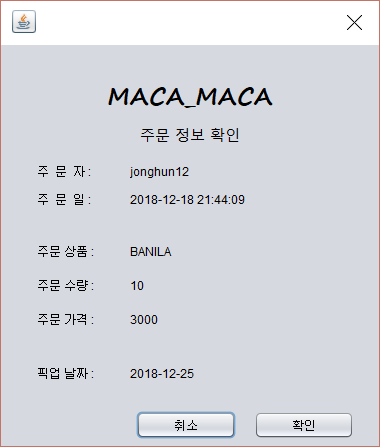 MACA_MACA
주문 정보 확인
주 문 자 : jonghun12
주 문 일 : 2018-12-18 21:44:09
주문 상품 : BANILA
주문 수량 : 10
주문 가격 : 3000
픽업 날짜 : 2018-12-25
취소 확인